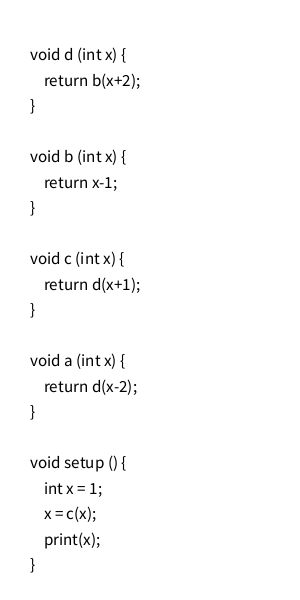 void d (int x) {
return b(x+2);
}
void b (int x) {
return x-1;
}
void c (int x) {
return d(x+1);
}
void a (int x) {
return d(x-2);
}
void setup () {
int x = 1;
x = c(x);
print(x);
}